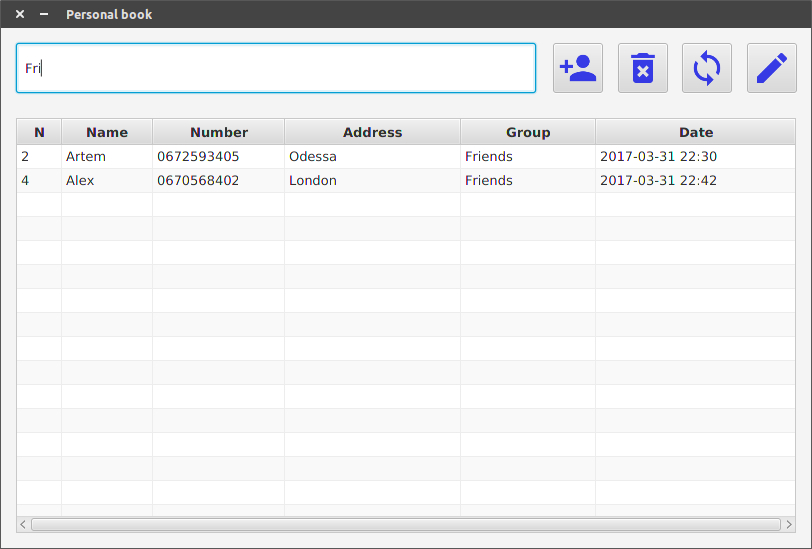 Personal book
Fri
N Name Number Address Group Date
2 Artem 0672593405 Odessa Friends 2017-03-31 22:30
4 Alex 0670568402 London Friends 2017-03-31 22:42